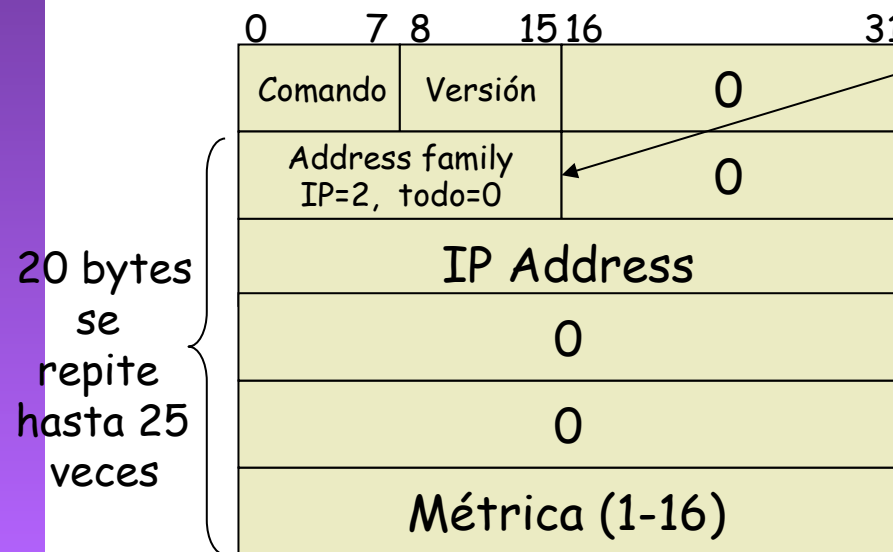 0 7 8 15 16 31
Comando Versión 0
Address family
IP=2, todo=0
0
IP Address
0
0
Métrica (1-16)
20 bytes
se
repite
hasta 25
veces